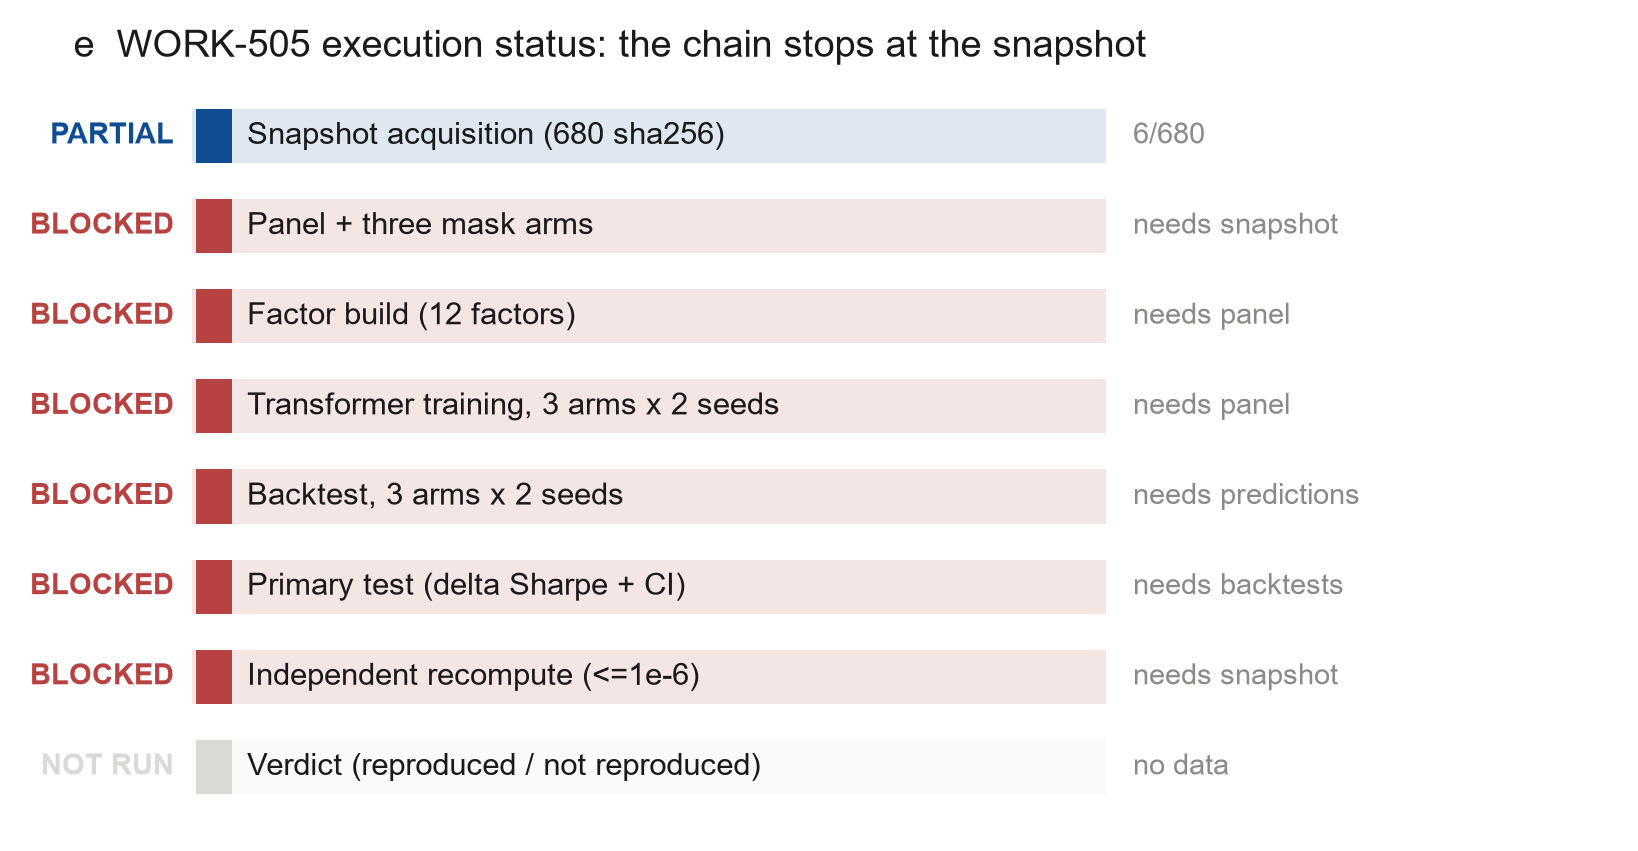 e WORK-505 execution status: the chain stops at the snapshot
PARTIAL Snapshot acquisition (680 sha256) 6/680
BLOCKED Panel + three mask arms needs snapshot
BLOCKED Factor build (12 factors) needs panel
BLOCKED Transformer training, 3 arms x 2 seeds needs panel
BLOCKED Backtest, 3 arms x 2 seeds needs predictions
BLOCKED Primary test (delta Sharpe + CI) needs backtests
BLOCKED Independent recompute (<=1e-6) needs snapshot
NOT RUN Verdict (reproduced / not reproduced) no data